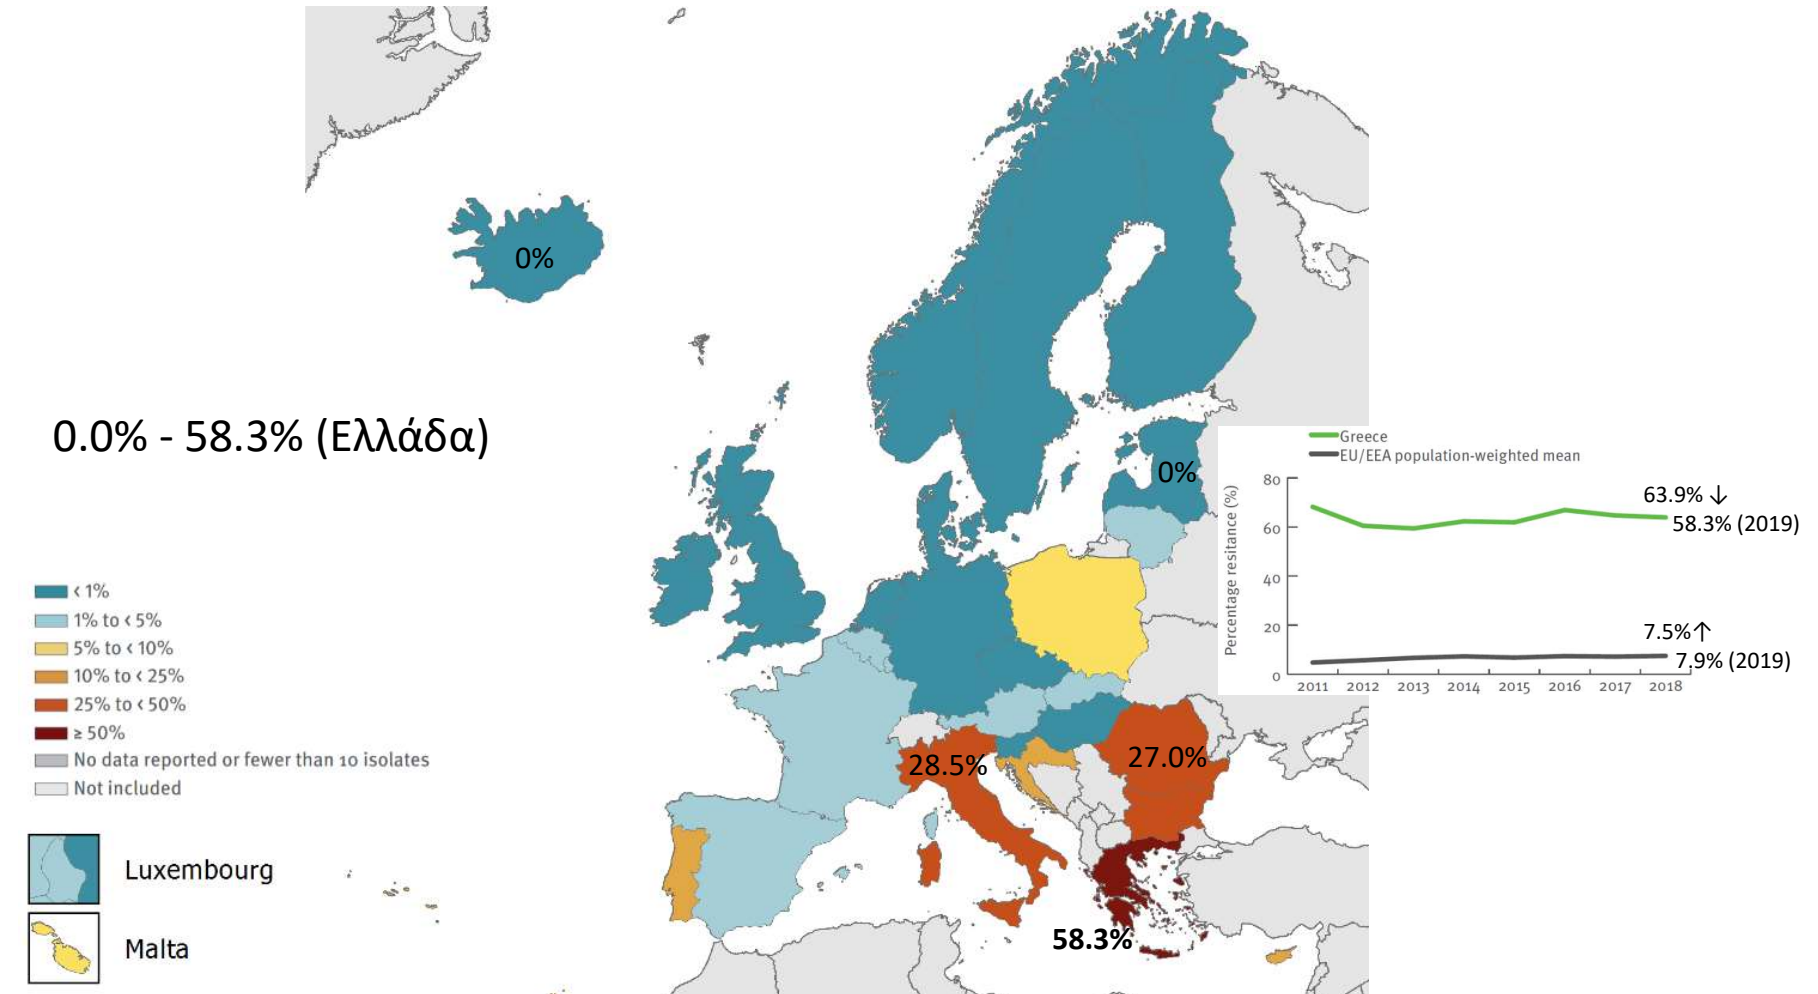 0%
0.0% - 58.3% (Ελλάδα)
0%
Greece
EU/EEA population-weighted mean
Percentage resitance (%)
80
60
40
20
0
63.9% ↓
58.3% (2019)
7.5%↑
7.9% (2019)
2011 2012 2013 2014 2015 2016 2017 2018
< 1%
1% to < 5%
5% to < 10%
10% to < 25%
25% to < 50%
≥ 50%
No data reported or fewer than 10 isolates
Not included
28.5%
27.0%
58.3%
Luxembourg
Malta